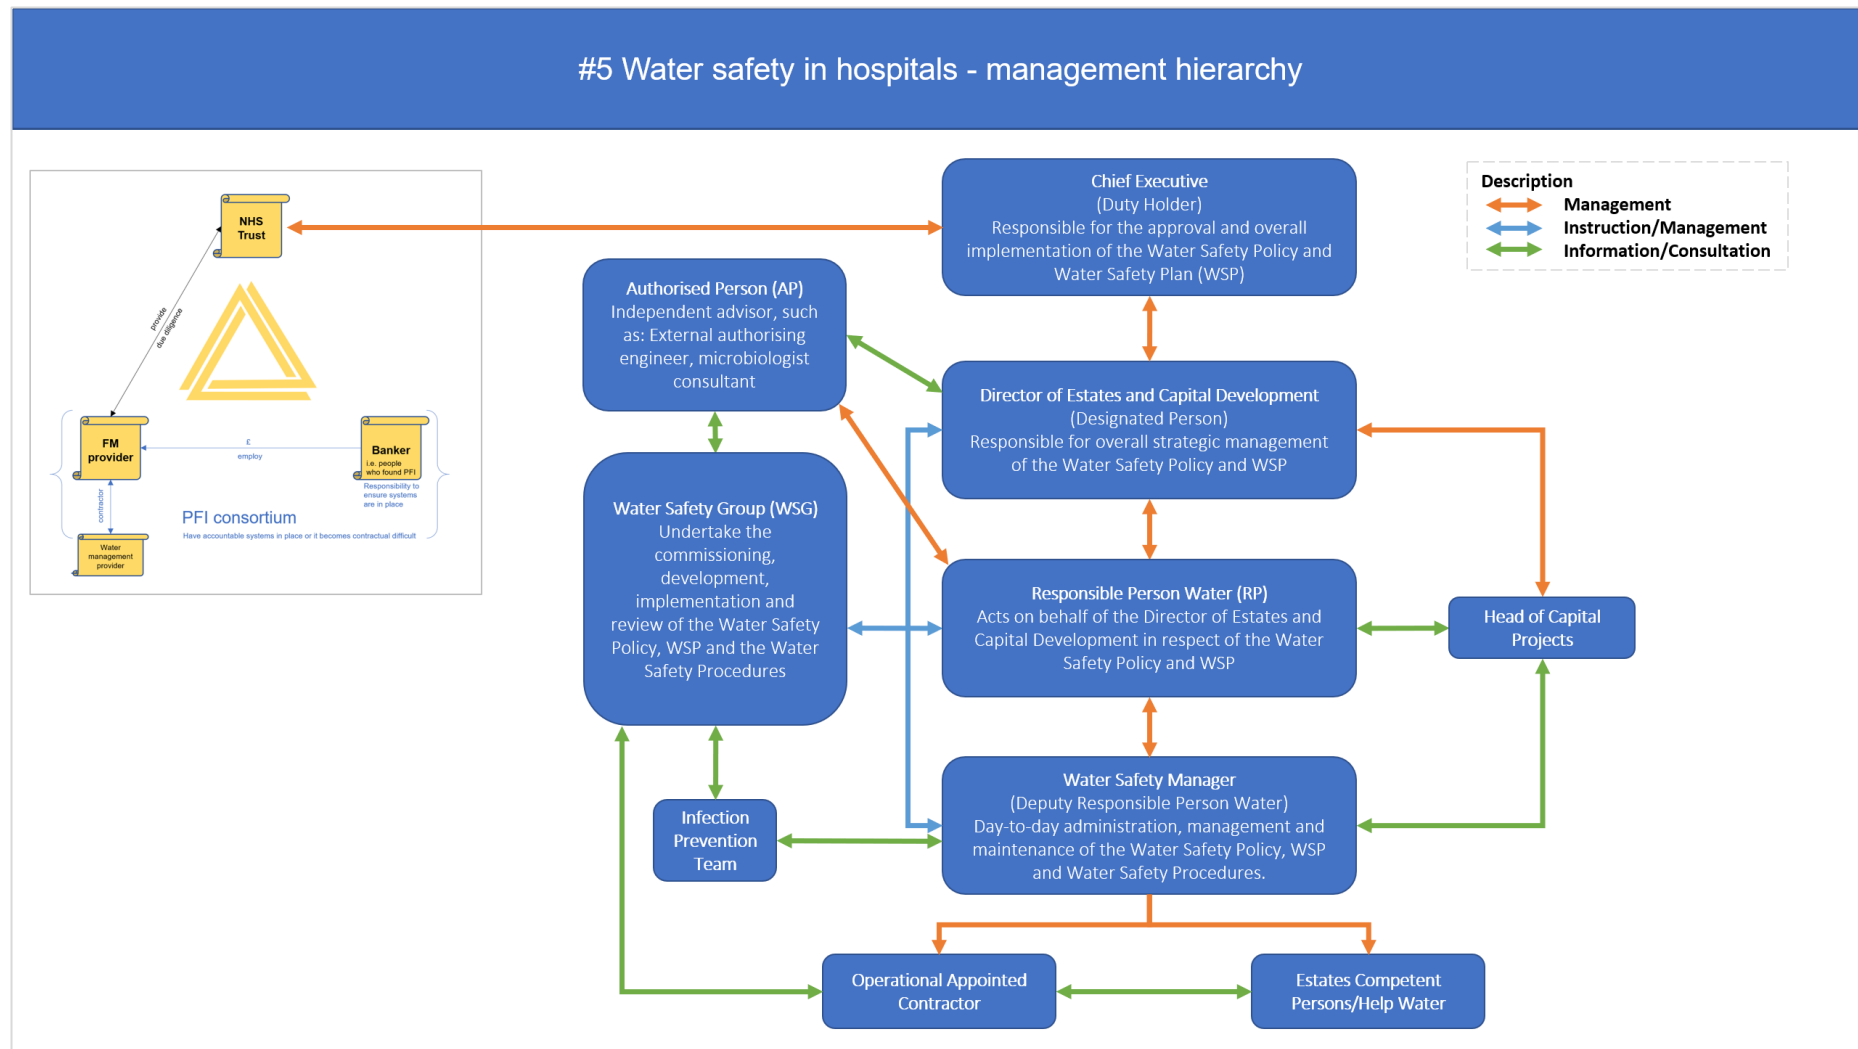 #5 Water safety in hospitals - management hierarchy
NHS
Trust
provide
due diligence
FM
provider
£
employ
Banker
i.e. people
who found PFI
Responsibility to
ensure systems
are in place
contractor
PFI consortium
Have accountable systems in place or it becomes contractual difficult
Water
management
provider
Chief Executive
(Duty Holder)
Responsible for the approval and overall
implementation of the Water Safety Policy and
Water Safety Plan (WSP)
Description
Management
Instruction/Management
Information/Consultation
Authorised Person (AP)
Independent advisor, such
as: External authorising
engineer, microbiologist
consultant
Director of Estates and Capital Development
(Designated Person)
Responsible for overall strategic management
of the Water Safety Policy and WSP
Water Safety Group (WSG)
Undertake the
commissioning,
development,
implementation and
review of the Water Safety
Policy, WSP and the Water
Safety Procedures
Responsible Person Water (RP)
Acts on behalf of the Director of Estates and
Capital Development in respect of the Water
Safety Policy and WSP
Head of Capital
Projects
Water Safety Manager
(Deputy Responsible Person Water)
Day-to-day administration, management and
maintenance of the Water Safety Policy, WSP
and Water Safety Procedures.
Infection
Prevention
Team
Operational Appointed
Contractor
Estates Competent
Persons/Help Water